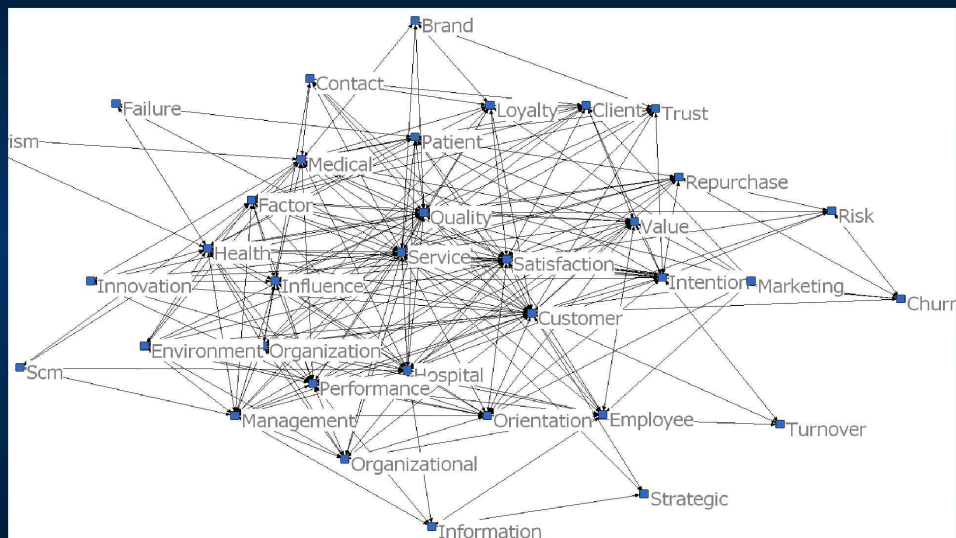 Brand
Contact
Failure
Loyalty
Client
Trust
rism
Patient
Medical
Repurchase
Factor
Quality
Value
Risk
Health
Service
Satisfaction
Innovation
Influence
Intention
Marketing
Churn
Customer
Environment
Organization
Scm
Performance
Hospital
Management
Orientation
Employee
Turnover
Organizational
Strategic
Information